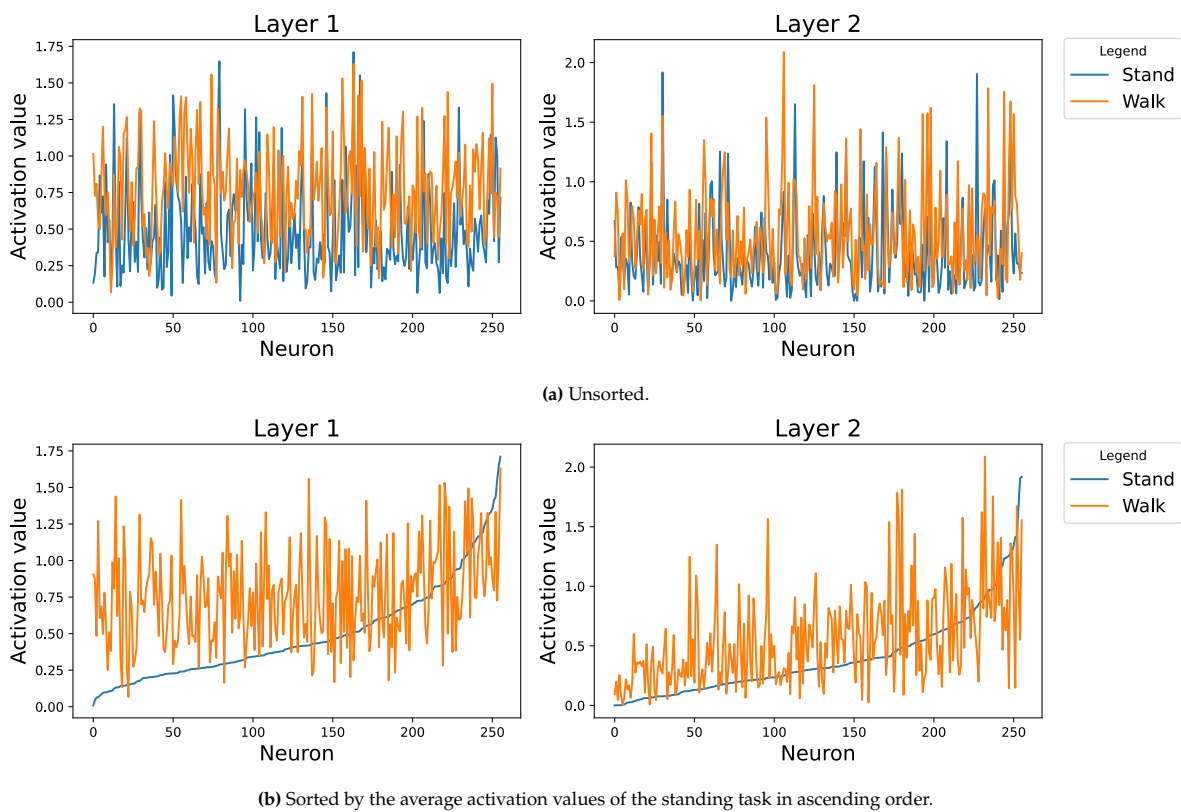 Layer 1
Layer 2
Activation value
1.75
1.50
1.25
1.00
0.75
0.50
0.25
0.00
0 50 100 150 200 250
Neuron
Activation value
2.0
1.5
1.0
0.5
0.0
0 50 100 150 200 250
Neuron
Legend
Stand
Walk
(a) Unsorted.
Layer 1
Layer 2
Activation value
1.75
1.50
1.25
1.00
0.75
0.50
0.25
0.00
0 50 100 150 200 250
Neuron
Activation value
2.0
1.5
1.0
0.5
0.0
0 50 100 150 200 250
Neuron
Legend
Stand
Walk
(b) Sorted by the average activation values of the standing task in ascending order.